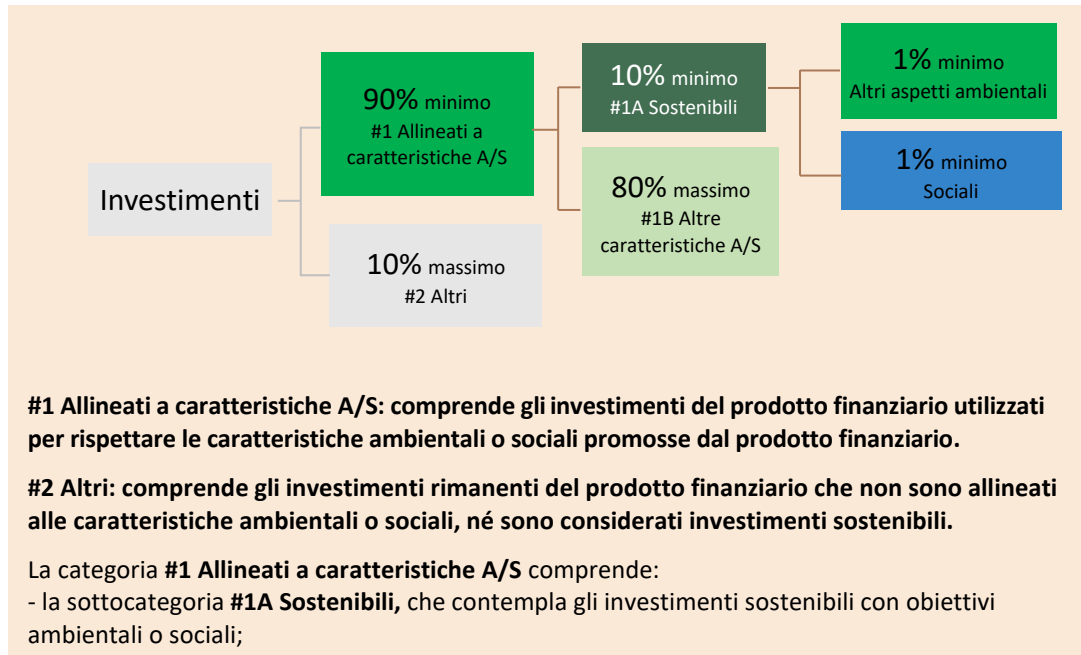 Investimenti
90% minimo
#1 Allineati a
caratteristiche A/S
10% massimo
#2 Altri
10% minimo
#1A Sostenibili
80% massimo
#1B Altre
caratteristiche A/S
1% minimo
Altri aspetti ambientali
1% minimo
Sociali
#1 Allineati a caratteristiche A/S: comprende gli investimenti del prodotto finanziario utilizzati
per rispettare le caratteristiche ambientali o sociali promosse dal prodotto finanziario.
#2 Altri: comprende gli investimenti rimanenti del prodotto finanziario che non sono allineati
alle caratteristiche ambientali o sociali, né sono considerati investimenti sostenibili.
La categoria #1 Allineati a caratteristiche A/S comprende:
- la sottocategoria #1A Sostenibili, che contempla gli investimenti sostenibili con obiettivi
ambientali o sociali;